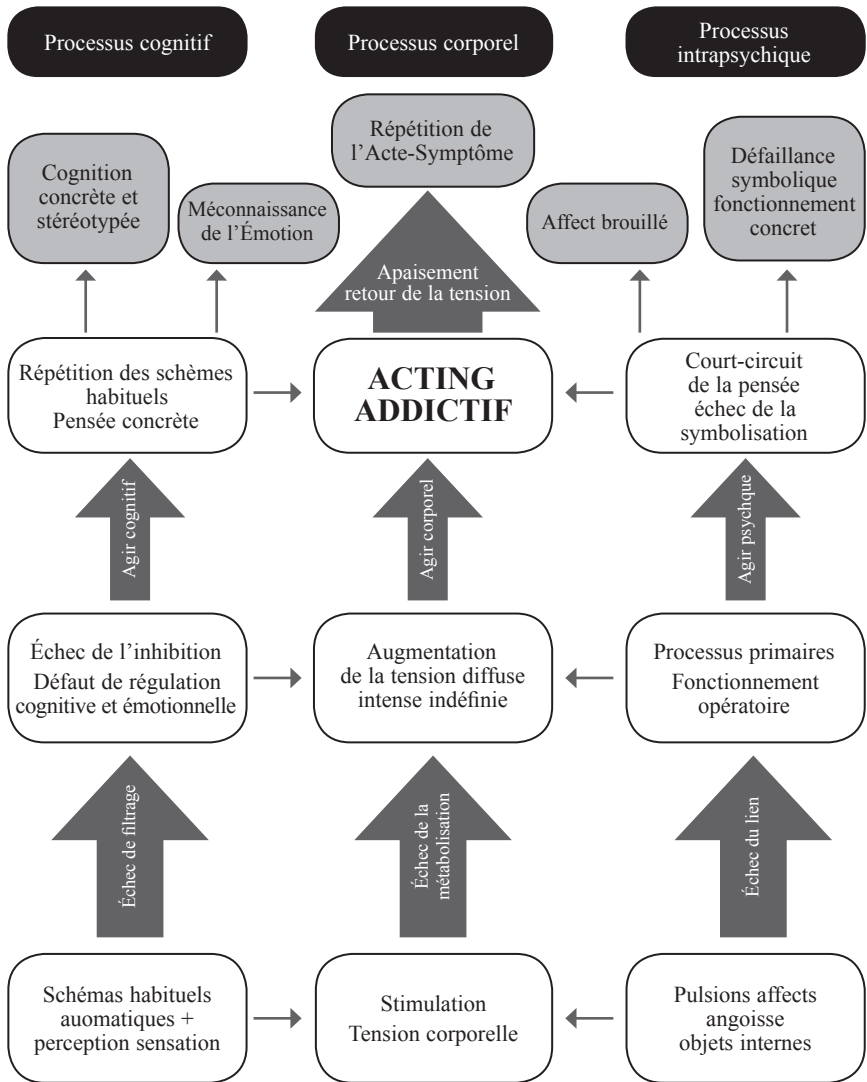 Processus cognitif
Processus corporel
Processus
intrapsychique
Répétition de
l’Acte-Symptôme
Cognition
concrète et
stéréotypée
Méconnaissance
de l’Émotion
Affect brouillé
Défaillance
symbolique
fonctionnement
concret
Apaisement
retour de la tension
Répétition des schèmes
habituels
Pensée concrète
ACTING
ADDICTIF
Court-circuit
de la pensée
échec de la
symbolisation
Agir cognitif
Agir corporel
Agir psychque
Échec de l’inhibition
Défaut de régulation
cognitive et émotionnelle
Augmentation
de la tension diffuse
intense indéfinie
Processus primaires
Fonctionnement
opératoire
Échec de filtrage
Échec de la
métabolisation
Échec du lien
Schémas habituels
auomatiques +
perception sensation
Stimulation
Tension corporelle
Pulsions affects
angoisse
objets internes